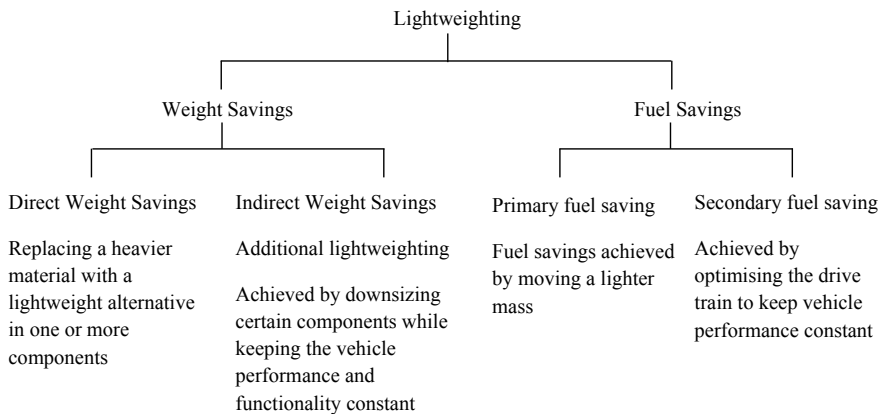 Lightweighting
Weight Savings
Fuel Savings
Direct Weight Savings
Replacing a heavier
material with a
lightweight alternative
in one or more
components
Indirect Weight Savings
Additional lightweighting
Achieved by downsizing
certain components while
keeping the vehicle
performance and
functionality constant
Primary fuel saving
Fuel savings achieved
by moving a lighter
mass
Secondary fuel saving
Achieved by
optimising the drive
train to keep vehicle
performance constant